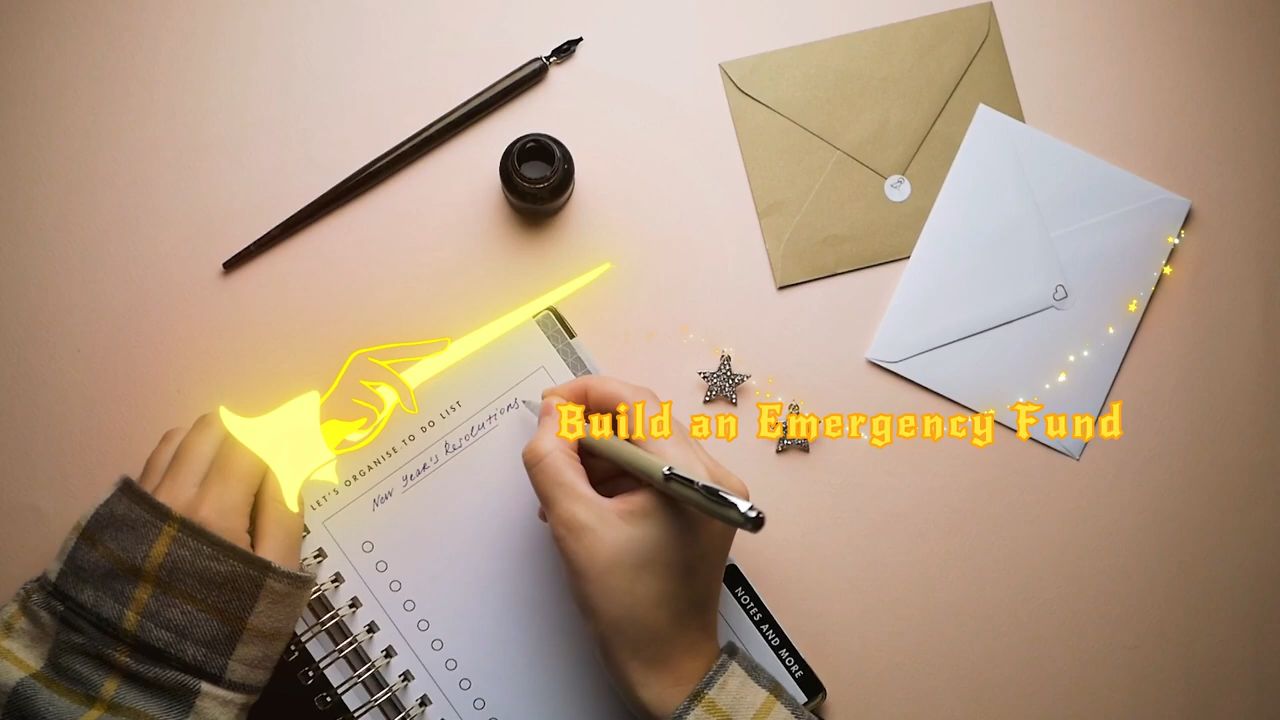 LET'S ORGANISE. TO DO LIST
New Year's Resolutions
Build an Emergency Fund
NOTES AND MORE